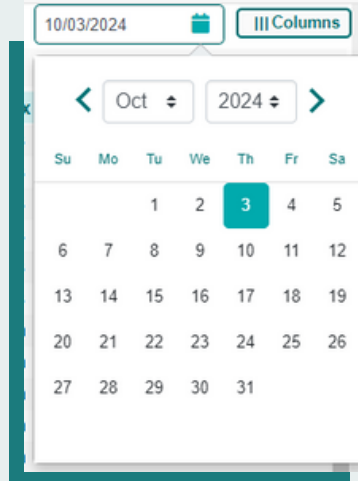 10/03/2024 Columns
Oct 2024
Su Mo Tu We Th Fr Sa
1 2 3 4 5
6 7 8 9 10 11 12
13 14 15 16 17 18 19
20 21 22 23 24 25 26
27 28 29 30 31